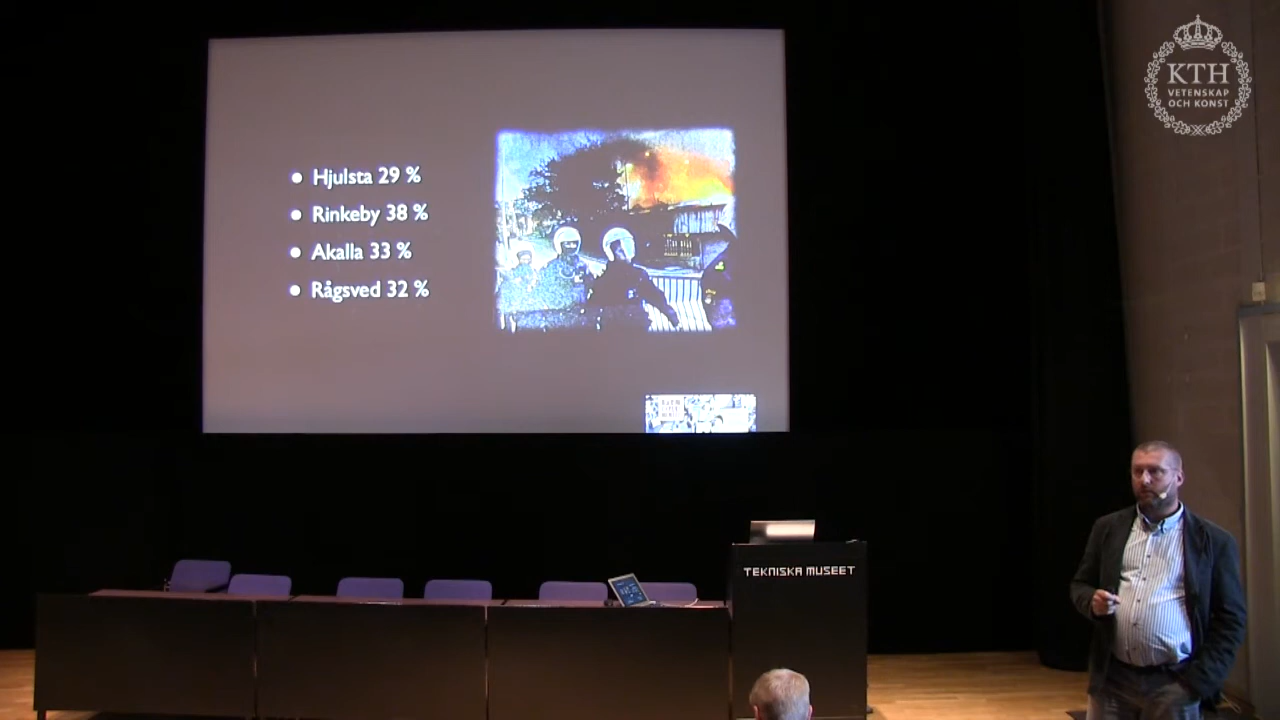 KTH
VETENSKAP
OCH KONST
Hjulsta 29 %
Rinkeby 38 %
Akalla 33 %
Rågsved 32 %
TEKNISKA MUSEET